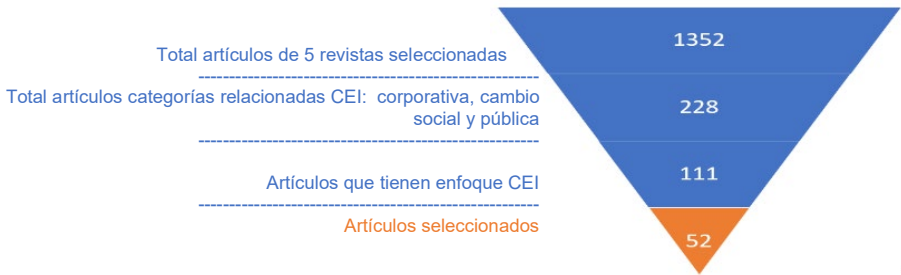 1352
Total artículos de 5 revistas seleccionadas
--------------------------------------------------------
Total artículos categorías relacionadas CEI: corporativa, cambio
social y pública
228
--------------------------------------------------------
111
Artículos que tienen enfoque CEI
--------------------------------------------------------
Artículos seleccionados
52